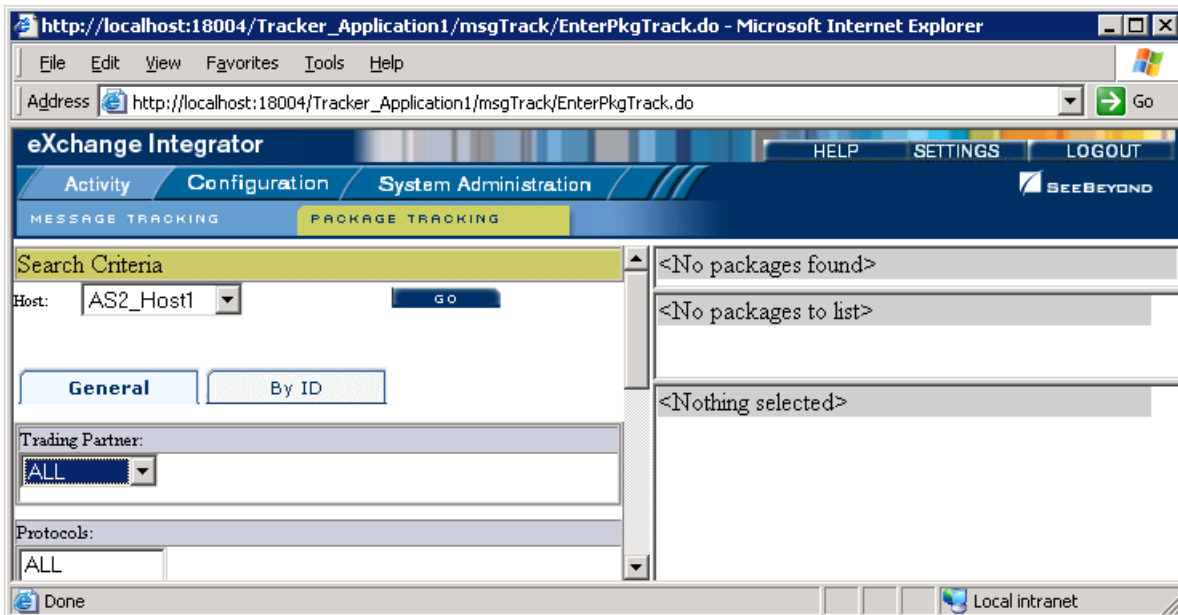 http://localhost:18004/Tracker_Application1/msgTrack/EnterPkgTrack.do - Microsoft Internet Explorer
File Edit View Favorites Tools Help
Address http://localhost:18004/Tracker_Application1/msgTrack/EnterPkgTrack.do Go
eXchange Integrator
HELP SETTINGS LOGOUT
Activity Configuration System Administration
SEEBEYOND
MESSAGE TRACKING PACKAGE TRACKING
Search Criteria
Host: AS2_Host1 GO
General By ID
Trading Partner:
ALL
Protocols:
ALL
<No packages found>
<No packages to list>
<Nothing selected>
Done Local intranet